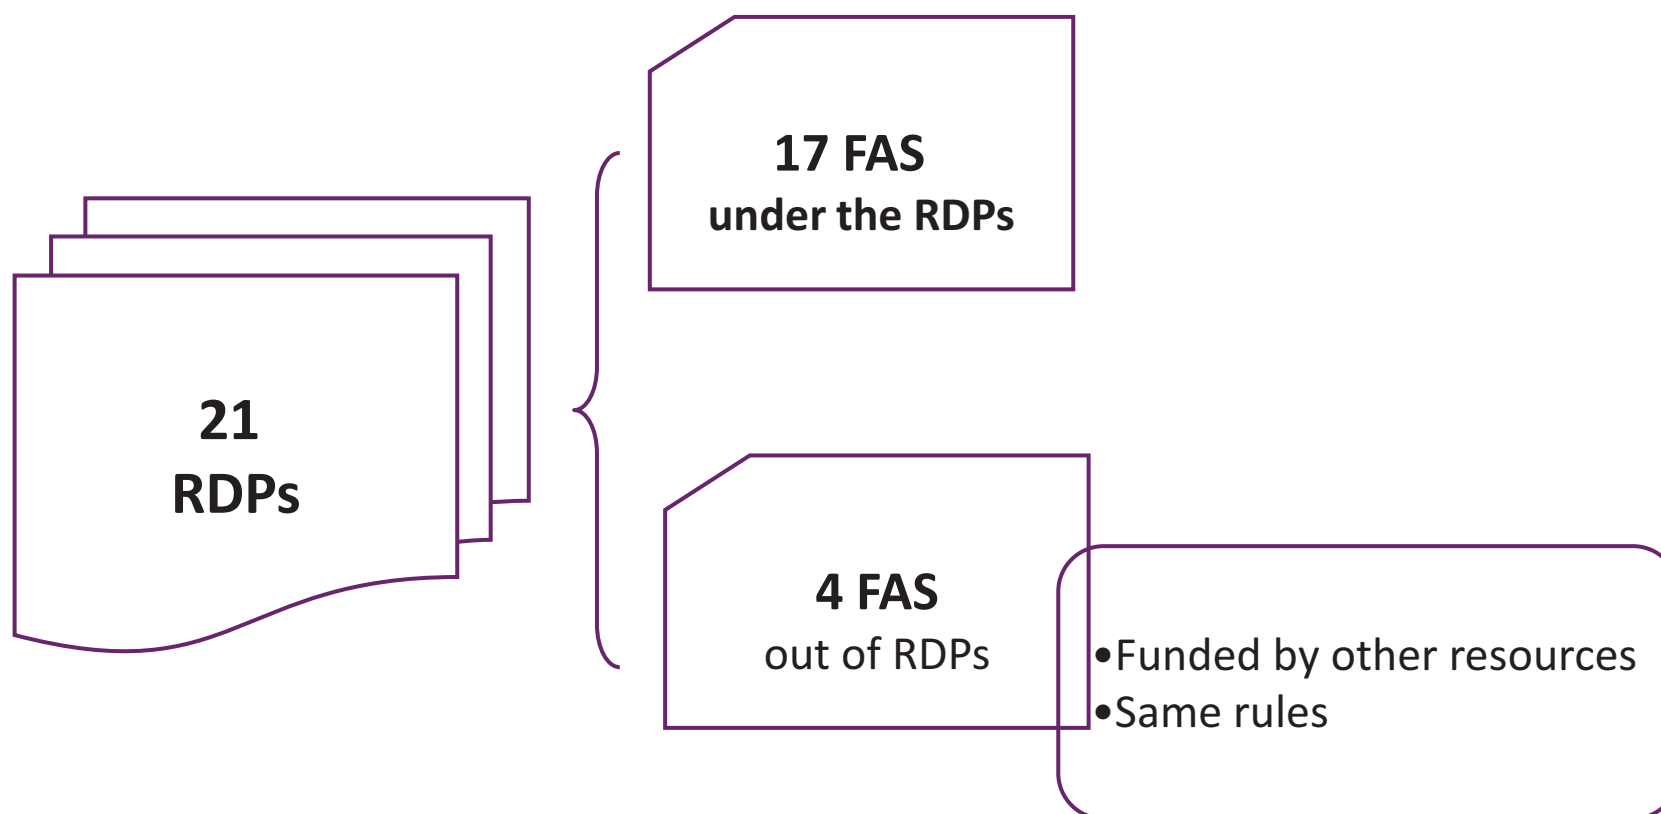 21
RDPs
17 FAS
under the RDPs
4 FAS
out of RDPs
•Funded by other resources
•Same rules